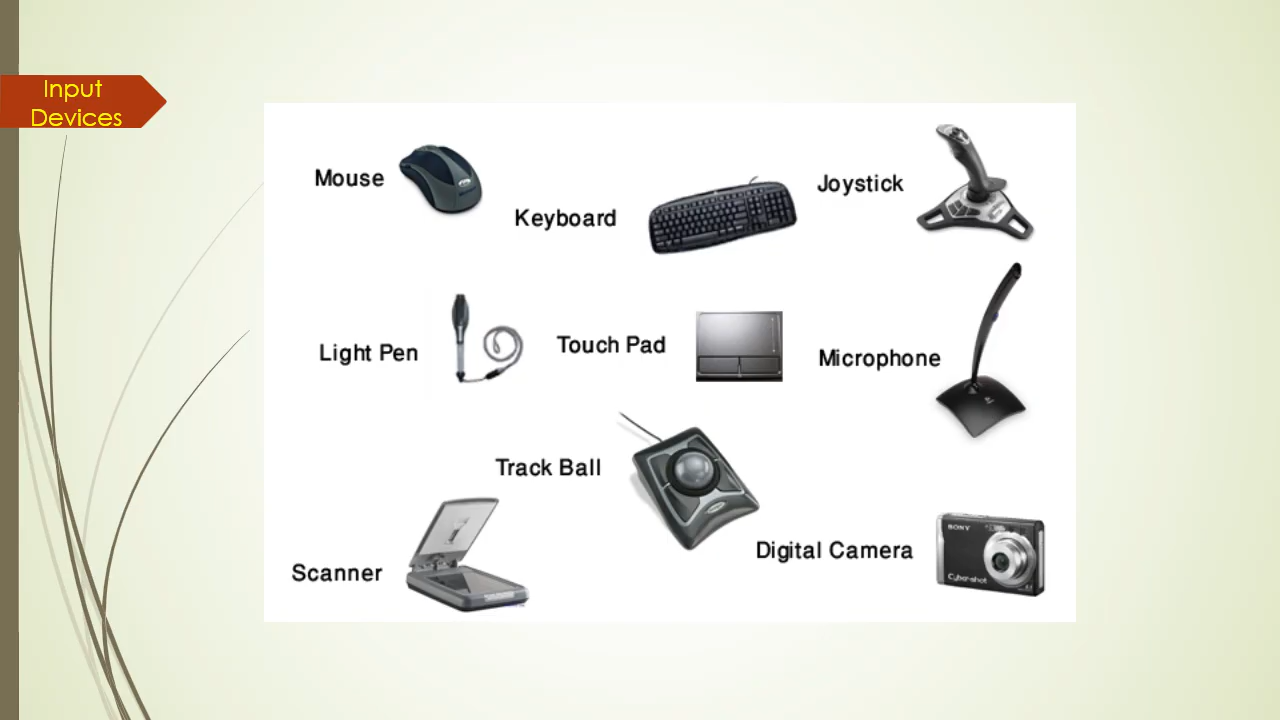 Input
Devices
Mouse
Keyboard
Joystick
Light Pen
Touch Pad
Microphone
Track Ball
Scanner
Digital Camera
SONY
Cyber-shot